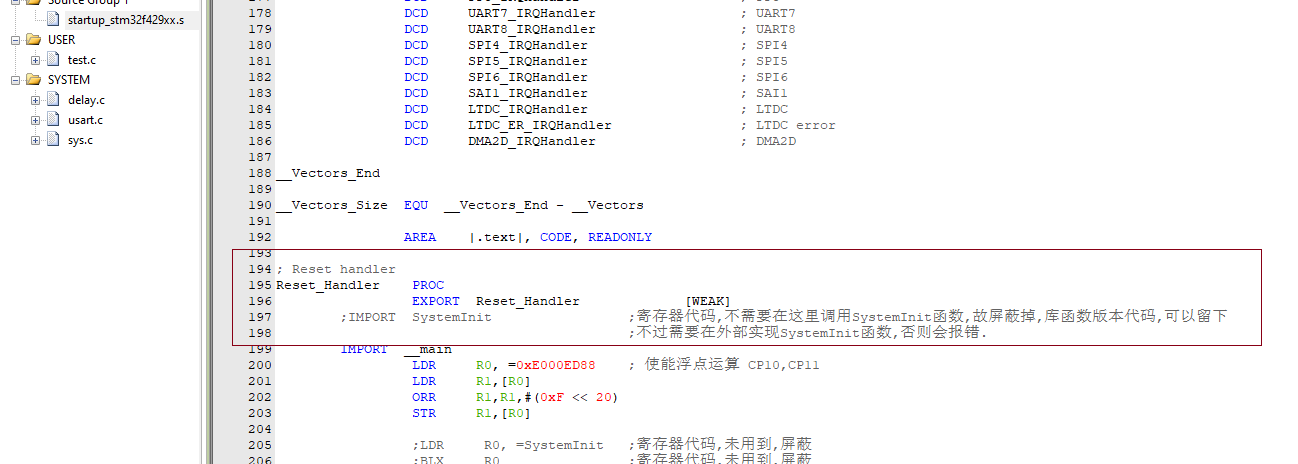 Source Group 1
startup_stm32f429xx.s
USER
test.c
SYSTEM
delay.c
usart.c
sys.c
178 DCD UART7_IRQHandler ; UART7
179 DCD UART8_IRQHandler ; UART8
180 DCD SPI4_IRQHandler ; SPI4
181 DCD SPI5_IRQHandler ; SPI5
182 DCD SPI6_IRQHandler ; SPI6
183 DCD SAI1_IRQHandler ; SAI1
184 DCD LTDC_IRQHandler ; LTDC
185 DCD LTDC_ER_IRQHandler ; LTDC error
186 DCD DMA2D_IRQHandler ; DMA2D
187
188 __Vectors_End
189
190 __Vectors_Size EQU __Vectors_End - __Vectors
191
192 AREA |.text|, CODE, READONLY
193
194 ; Reset handler
195 Reset_Handler PROC
196 EXPORT Reset_Handler [WEAK]
197 ;IMPORT SystemInit ;寄存器代码,不需要在这里调用SystemInit函数,故屏蔽掉,库函数版本代码,可以留下
198 ;不过需要在外部实现SystemInit函数,否则会报错.
199 IMPORT __main
200 LDR R0, =0xE000ED88 ; 使能浮点运算 CP10,CP11
201 LDR R1,[R0]
202 ORR R1,R1,#(0xF << 20)
203 STR R1,[R0]
204
205 ;LDR R0, =SystemInit ;寄存器代码,未用到,屏蔽
206 ;BLX R0 ;寄存器代码,未用到,屏蔽